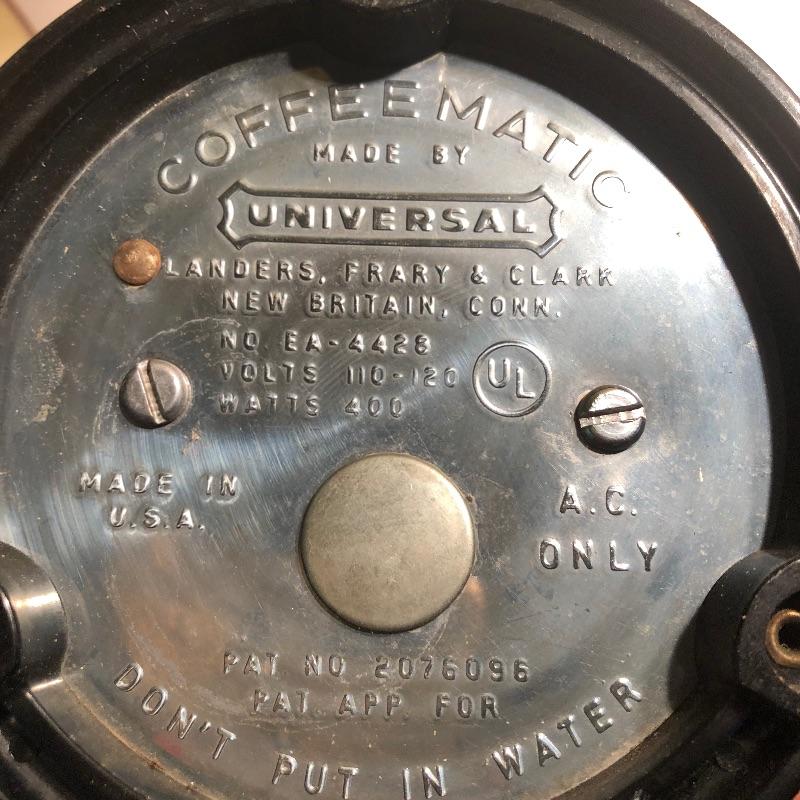 COFFEEMATIC
MADE BY
UNIVERSAL
LANDERS, FRARY & CLARK
NEW BRITAIN, CONN.
NO. EA-4428
VOLTS 110-120
WATTS 400
UL
MADE IN
U.S.A.
A.C.
ONLY
PAT. NO. 2076096
PAT. APP. FOR
DON'T PUT IN WATER